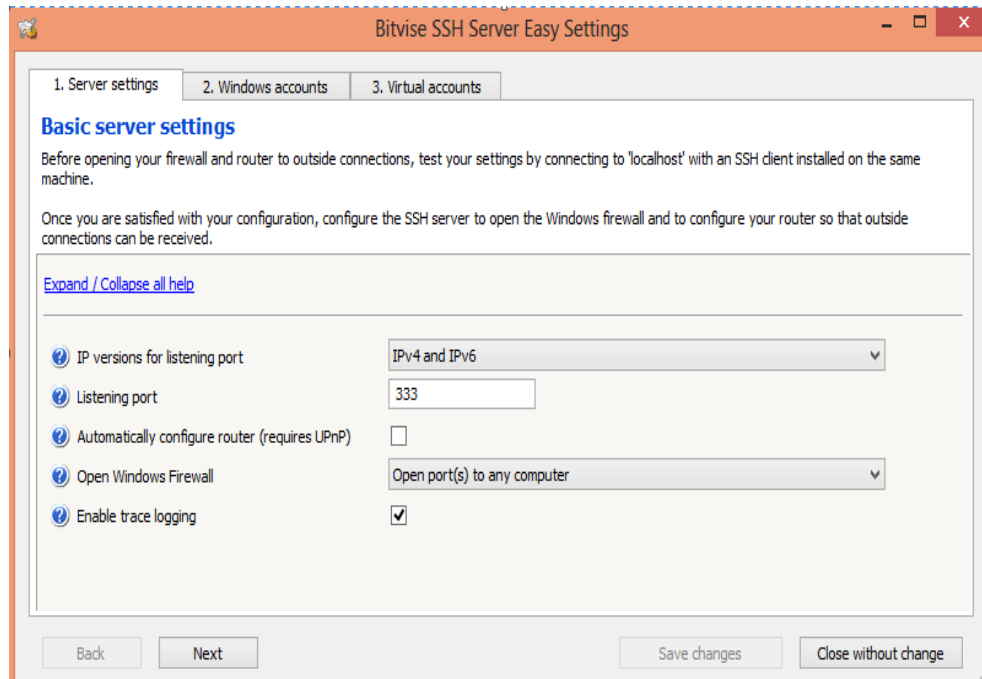 Bitvise SSH Server Easy Settings
1. Server settings
2. Windows accounts
3. Virtual accounts
Basic server settings
Before opening your firewall and router to outside connections, test your settings by connecting to 'localhost' with an SSH client installed on the same
machine.
Once you are satisfied with your configuration, configure the SSH server to open the Windows firewall and to configure your router so that outside
connections can be received.
Expand / Collapse all help
IP versions for listening port
IPv4 and IPv6
Listening port
333
Automatically configure router (requires UPnP)
Open Windows Firewall
Open port(s) to any computer
Enable trace logging
Back
Next
Save changes
Close without change